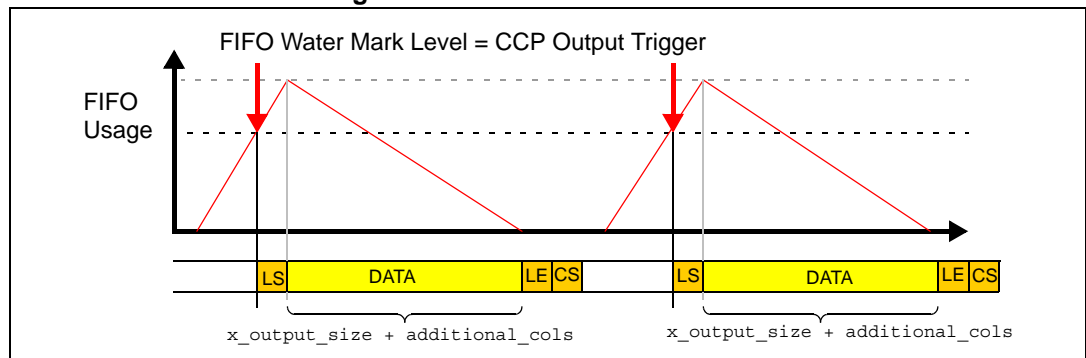 FIFO Water Mark Level = CCP Output Trigger
FIFO
Usage
LS DATA LE CS LS DATA LE CS
x_output_size + additional_cols x_output_size + additional_cols